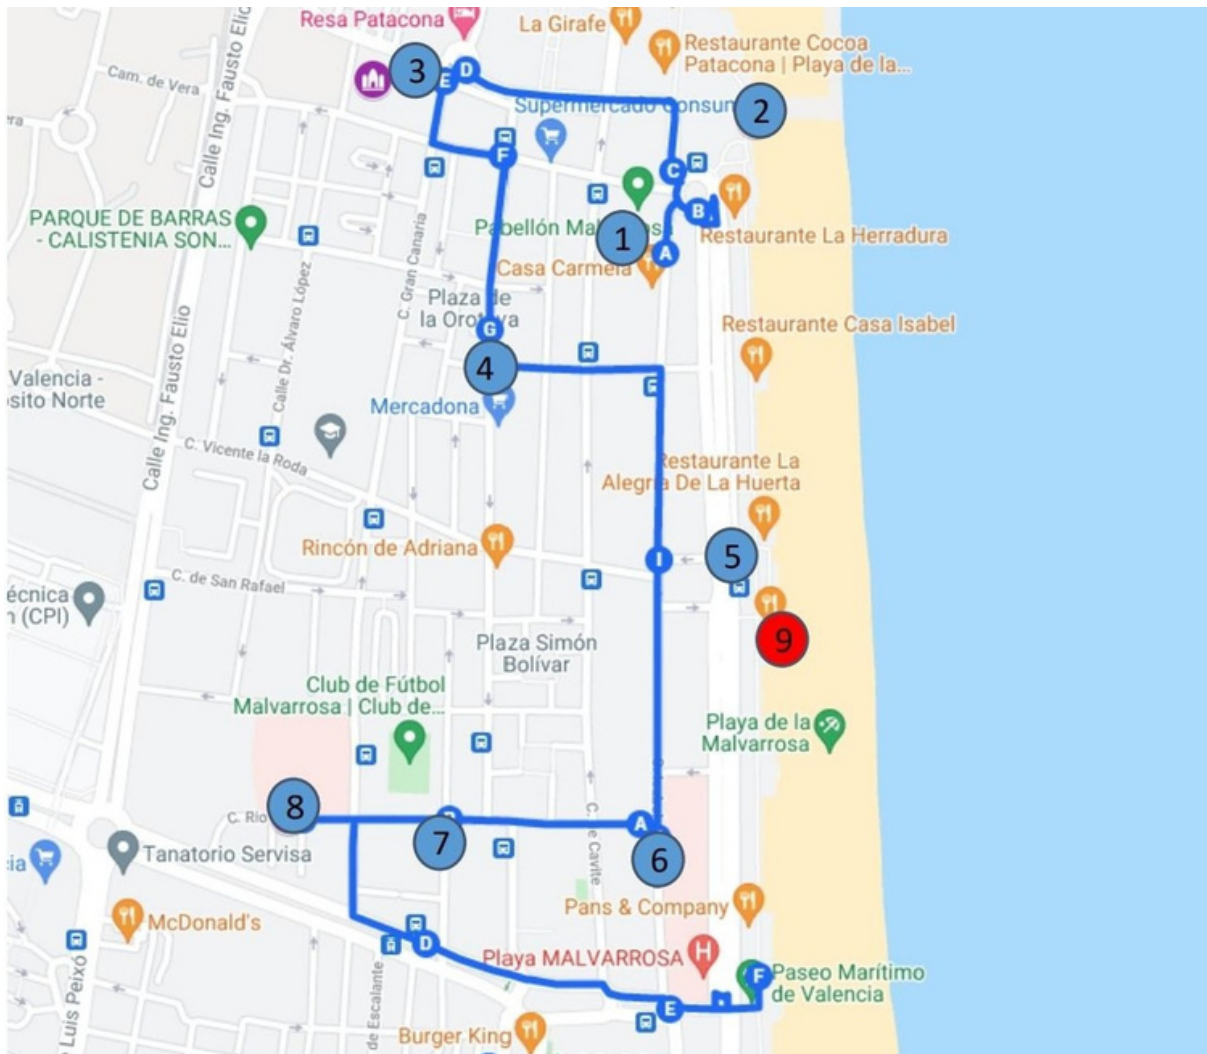 Resa Patacona
La Girafe
Restaurante Cocoa
Patacona | Playa de la...
Cam. de Vera
Calle Ing. Fausto Elio
3
E
D
Supermercado Consum
2
F
C
PARQUE DE BARRAS
- CALISTENIA SON...
Pabellón Malvarrosa
B
1
A
Restaurante La Herradura
Casa Carmela
C. Gran Canaria
Plaza de
la Orotava
Calle Dr. Álvaro López
G
4
Restaurante Casa Isabel
Calle Ing. Fausto Elio
Valencia -
Mercadona
C. Vicente la Roda
Restaurante La
Alegría De La Huerta
Rincón de Adriana
I
5
C. de San Rafael
écnica
n (CPI)
9
Plaza Simón
Bolívar
Club de Fútbol
Malvarrosa | Club de...
Playa de la
Malvarrosa
8
C. Rio
7
A
6
Tanatorio Servisa
C. de Cavite
McDonald's
Pans & Company
D
Playa MALVARROSA
H
F
Paseo Marítimo
de Valencia
E
Luis Peixó
de Escalante
Burger King